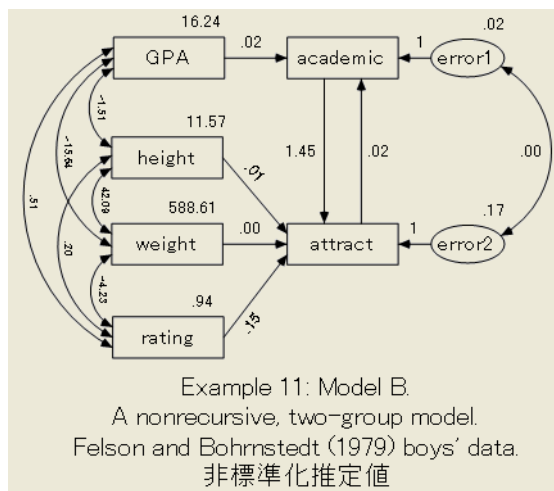 16.24
.02
GPA
.02
academic
1
error1
-1.51
-15.64
.51
11.57
height
-.01
1.45
.02
.00
42.09
.20
588.61
weight
.00
attract
1
.17
error2
-4.23
.94
rating
-.15
Example 11: Model B.
A nonrecursive, two-group model.
Felson and Bohrnstedt (1979) boys' data.
非標準化推定値